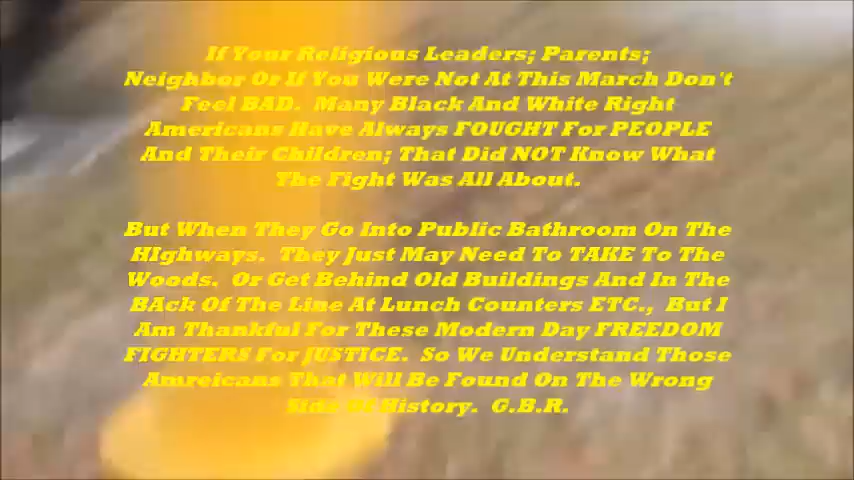 If Your Religious Leaders; Parents;
Neighbor Or If You Were Not At This March Don't
Feel BAD. Many Black And White Right
Americans Have Always FOUGHT For PEOPLE
And Their Children; That Did NOT Know What
The Fight Was All About.
But When They Go Into Public Bathroom On The
HIghways. They Just May Need To TAKE To The
Woods. Or Get Behind Old Buildings And In The
BAck Of The Line At Lunch Counters ETC., But I
Am Thankful For These Modern Day FREEDOM
FIGHTERS For JUSTICE. So We Understand Those
Amreicans That Will Be Found On The Wrong
Side Of History. G.B.R.